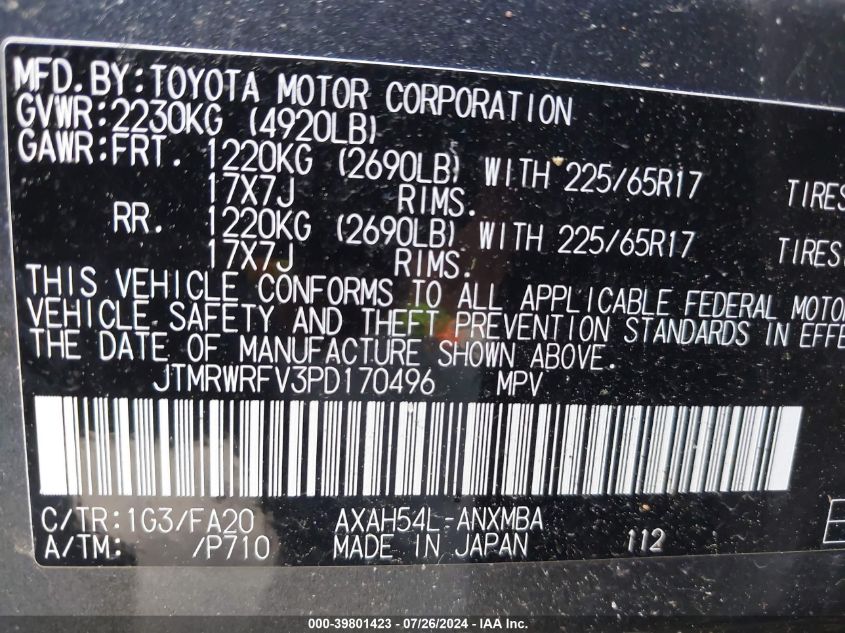 MFD.BY:TOYOTA MOTOR CORPORATION
GVWR:2230KG (4920LB)
GAWR:FRT. 1220KG (2690LB) WITH 225/65R17 TIRES
17X7J RIMS.
RR. 1220KG (2690LB) WITH 225/65R17 TIRES
17X7J RIMS.
THIS VEHICLE CONFORMS TO ALL APPLICABLE FEDERAL MOTO
VEHICLE SAFETY AND THEFT PREVENTION STANDARDS IN EFFE
THE DATE OF MANUFACTURE SHOWN ABOVE.
JTMRWRFV3PD170496 MPV
C/TR:1G3/FA20 AXAH54L-ANXMBA
A/TM: /P710 MADE IN JAPAN 112
000-39801423 | 07/26/2024 | IAA Inc.